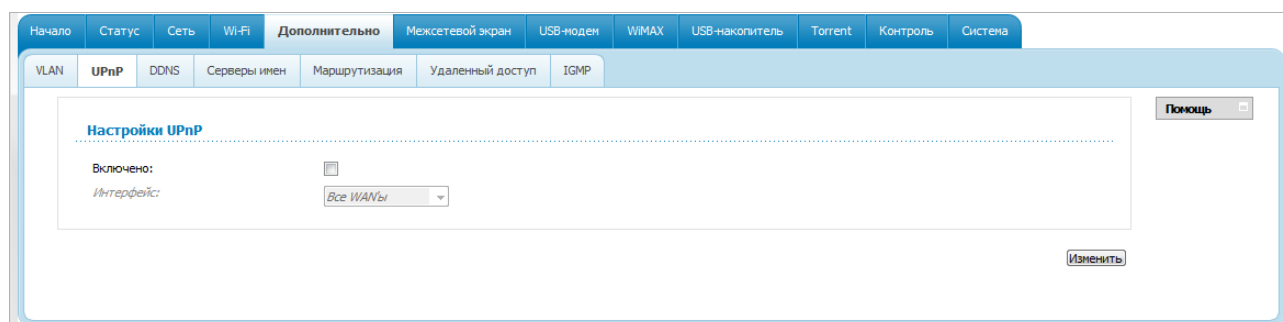 Начало Статус Сеть Wi-Fi Дополнительно Межсетевой экран USB-модем WiMAX USB-накопитель Torrent Контроль Система
VLAN UPnP DDNS Серверы имен Маршрутизация Удаленный доступ IGMP
Помощь
Настройки UPnP
Включено:
Интерфейс: Все WAN'ы
Изменить